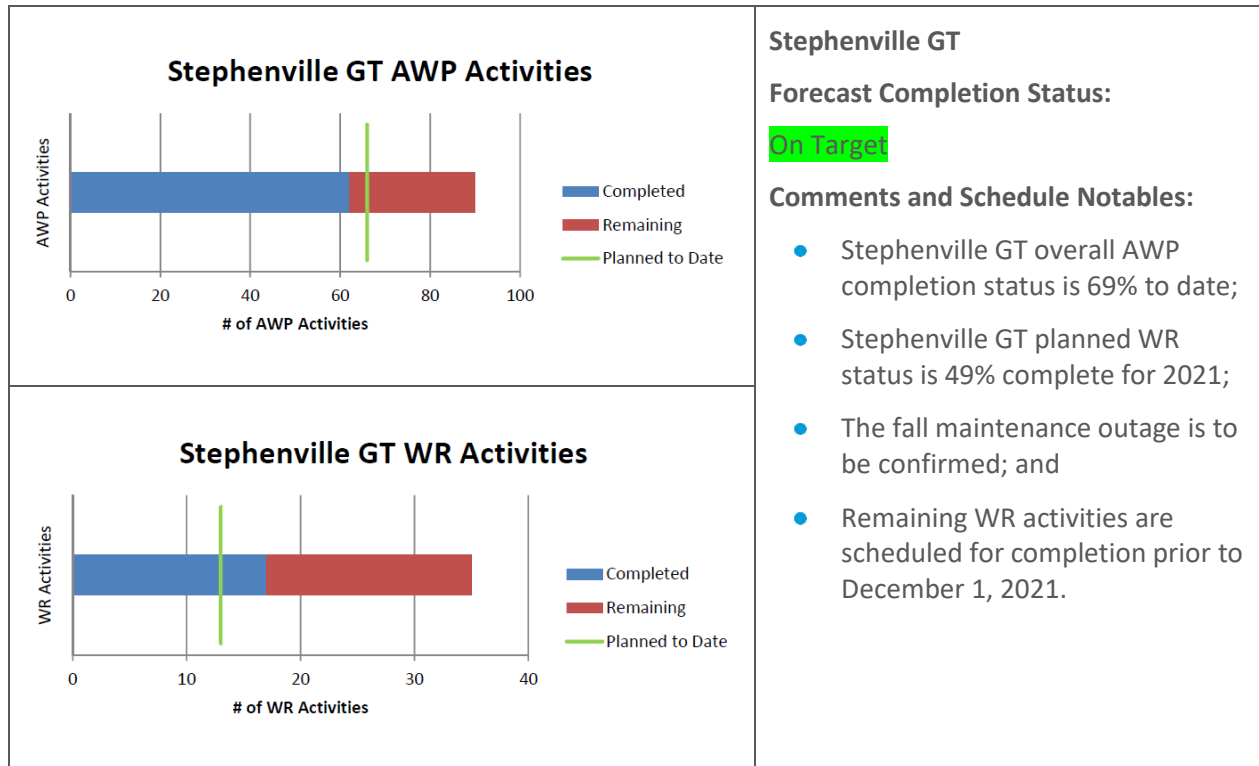 Stephenville GT AWP Activities
AWP Activities
Completed
Remaining
Planned to Date
0 20 40 60 80 100
# of AWP Activities
Stephenville GT WR Activities
WR Activities
Completed
Remaining
Planned to Date
0 10 20 30 40
# of WR Activities
Stephenville GT
Forecast Completion Status:
On Target
Comments and Schedule Notables:
• Stephenville GT overall AWP
completion status is 69% to date;
• Stephenville GT planned WR
status is 49% complete for 2021;
• The fall maintenance outage is to
be confirmed; and
• Remaining WR activities are
scheduled for completion prior to
December 1, 2021.